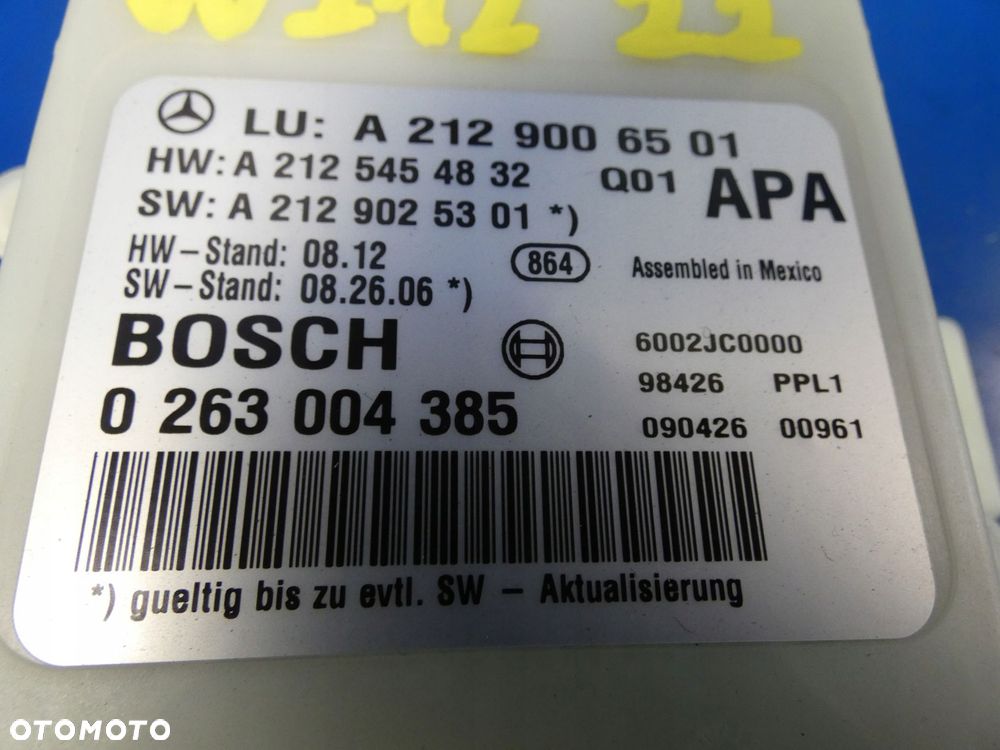 LU: A 212 900 65 01
HW: A 212 545 48 32 Q01 APA
SW: A 212 902 53 01 *)
HW-Stand: 08.12 864 Assembled in Mexico
SW-Stand: 08.26.06 *)
BOSCH 6002JC0000
98426 PPL1
0 263 004 385 090426 00961
*) gueltig bis zu evtl. SW - Aktualisierung
OTOMOTO